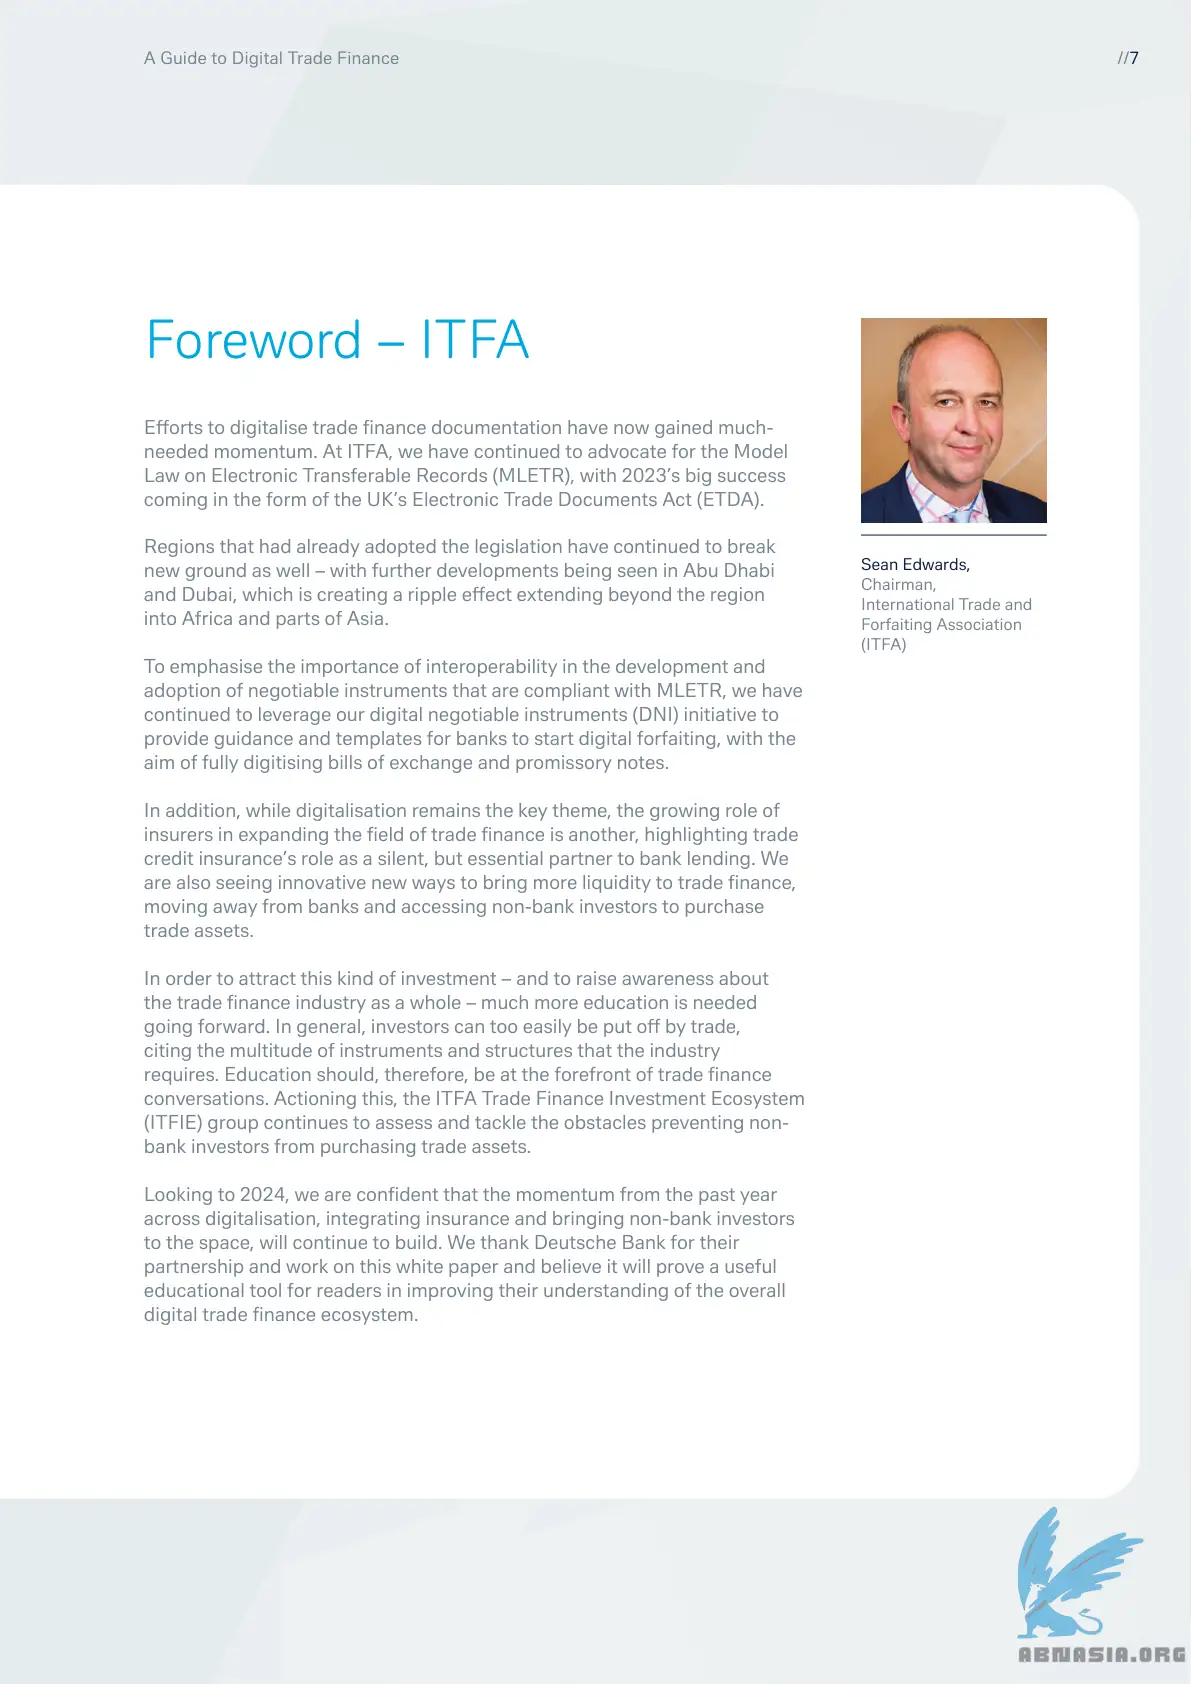 A Guide to Digital Trade Finance
//7
Foreword – ITFA
Efforts to digitalise trade finance documentation have now gained much-
needed momentum. At ITFA, we have continued to advocate for the Model
Law on Electronic Transferable Records (MLETR), with 2023’s big success
coming in the form of the UK’s Electronic Trade Documents Act (ETDA).
Regions that had already adopted the legislation have continued to break
new ground as well – with further developments being seen in Abu Dhabi
and Dubai, which is creating a ripple effect extending beyond the region
into Africa and parts of Asia.
To emphasise the importance of interoperability in the development and
adoption of negotiable instruments that are compliant with MLETR, we have
continued to leverage our digital negotiable instruments (DNI) initiative to
provide guidance and templates for banks to start digital forfaiting, with the
aim of fully digitising bills of exchange and promissory notes.
In addition, while digitalisation remains the key theme, the growing role of
insurers in expanding the field of trade finance is another, highlighting trade
credit insurance’s role as a silent, but essential partner to bank lending. We
are also seeing innovative new ways to bring more liquidity to trade finance,
moving away from banks and accessing non-bank investors to purchase
trade assets.
In order to attract this kind of investment – and to raise awareness about
the trade finance industry as a whole – much more education is needed
going forward. In general, investors can too easily be put off by trade,
citing the multitude of instruments and structures that the industry
requires. Education should, therefore, be at the forefront of trade finance
conversations. Actioning this, the ITFA Trade Finance Investment Ecosystem
(ITFIE) group continues to assess and tackle the obstacles preventing non-
bank investors from purchasing trade assets.
Looking to 2024, we are confident that the momentum from the past year
across digitalisation, integrating insurance and bringing non-bank investors
to the space, will continue to build. We thank Deutsche Bank for their
partnership and work on this white paper and believe it will prove a useful
educational tool for readers in improving their understanding of the overall
digital trade finance ecosystem.
Sean Edwards,
Chairman,
International Trade and
Forfaiting Association
(ITFA)
ABNASIA.ORG